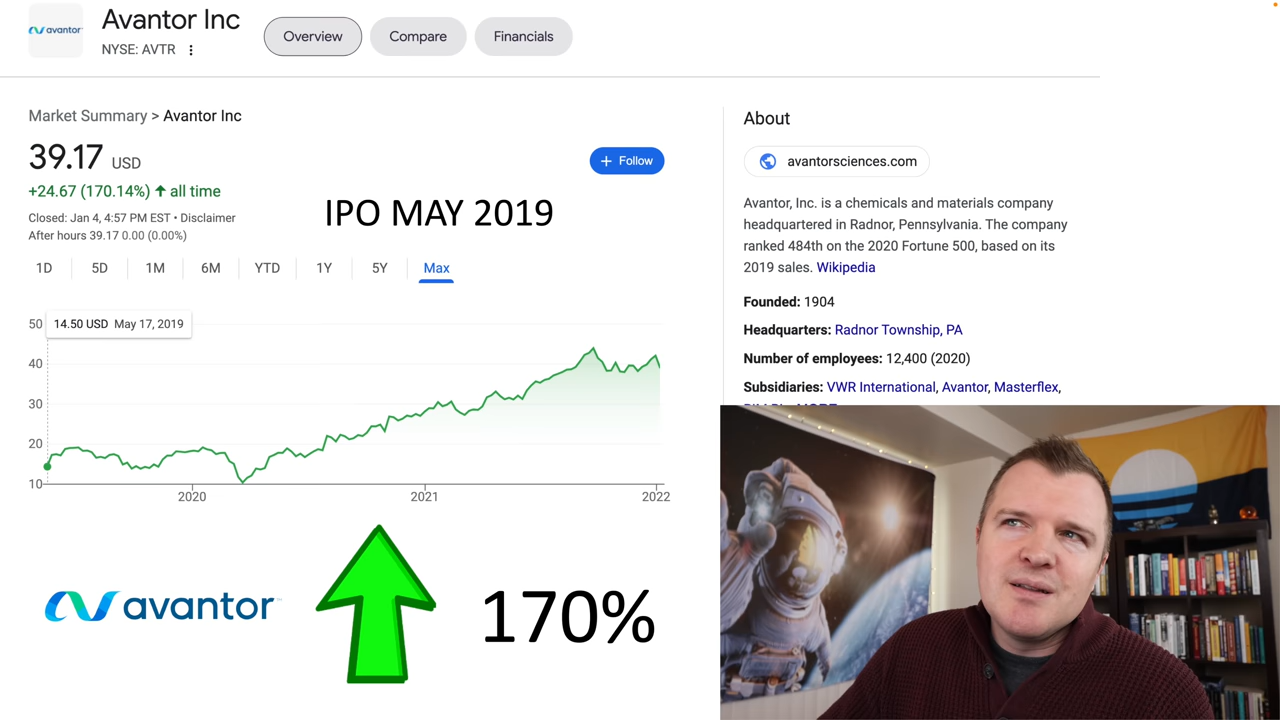 avantor
Avantor Inc
NYSE: AVTR
Overview
Compare
Financials
Market Summary > Avantor Inc
39.17 USD
+ Follow
+24.67 (170.14%) ↑ all time
Closed: Jan 4, 4:57 PM EST • Disclaimer
After hours 39.17 0.00 (0.00%)
IPO MAY 2019
1D
5D
1M
6M
YTD
1Y
5Y
Max
14.50 USD May 17, 2019
50
40
30
20
10
2020
2021
2022
avantor™
170%
About
avantorsciences.com
Avantor, Inc. is a chemicals and materials company
headquartered in Radnor, Pennsylvania. The company
ranked 484th on the 2020 Fortune 500, based on its
2019 sales. Wikipedia
Founded: 1904
Headquarters: Radnor Township, PA
Number of employees: 12,400 (2020)
Subsidiaries: VWR International, Avantor, Masterflex,